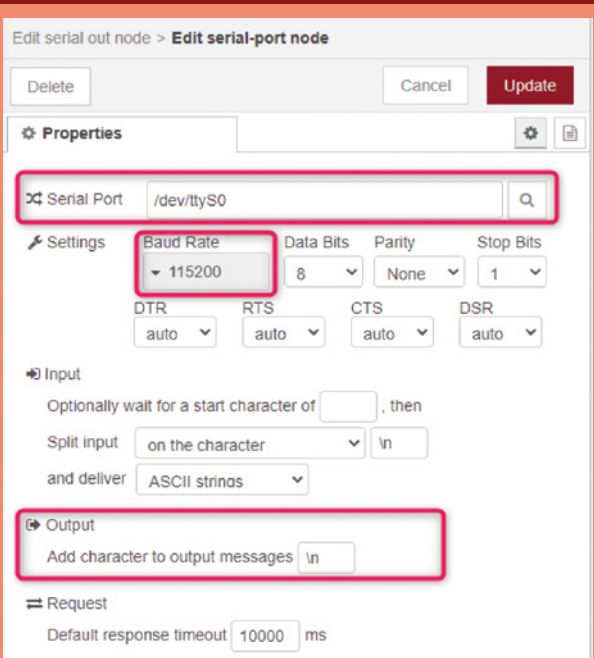 Edit serial out node > Edit serial-port node
Delete Cancel Update
Properties
Serial Port /dev/ttyS0
Settings Baud Rate Data Bits Parity Stop Bits
115200 8 None 1
DTR RTS CTS DSR
auto auto auto auto
Input
Optionally wait for a start character of , then
Split input on the character \n
and deliver ASCII strings
Output
Add character to output messages \n
Request
Default response timeout 10000 ms